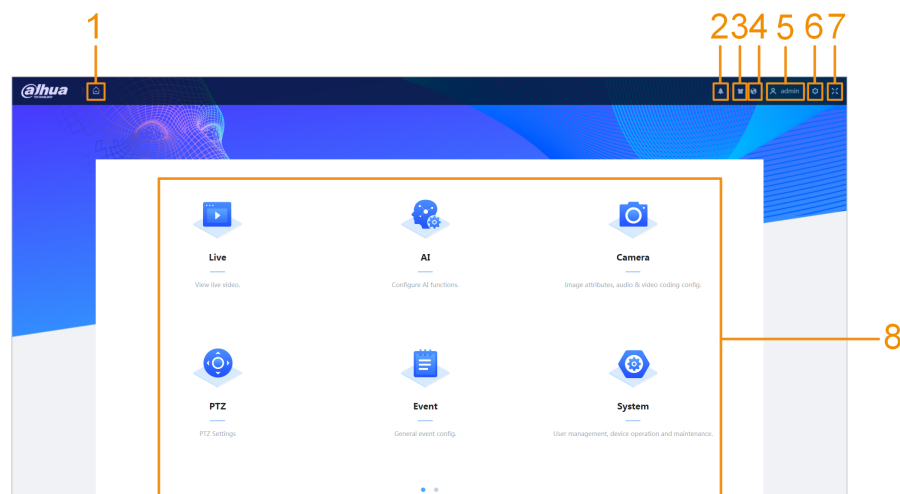 1
2 3 4 5 6 7
alhua
TECHNOLOGY
admin
Live
AI
Camera
View live video.
Configure AI functions.
Image attributes, audio & video coding config.
8
PTZ
Event
System
PTZ Settings
General event config.
User management, device operation and maintenance.